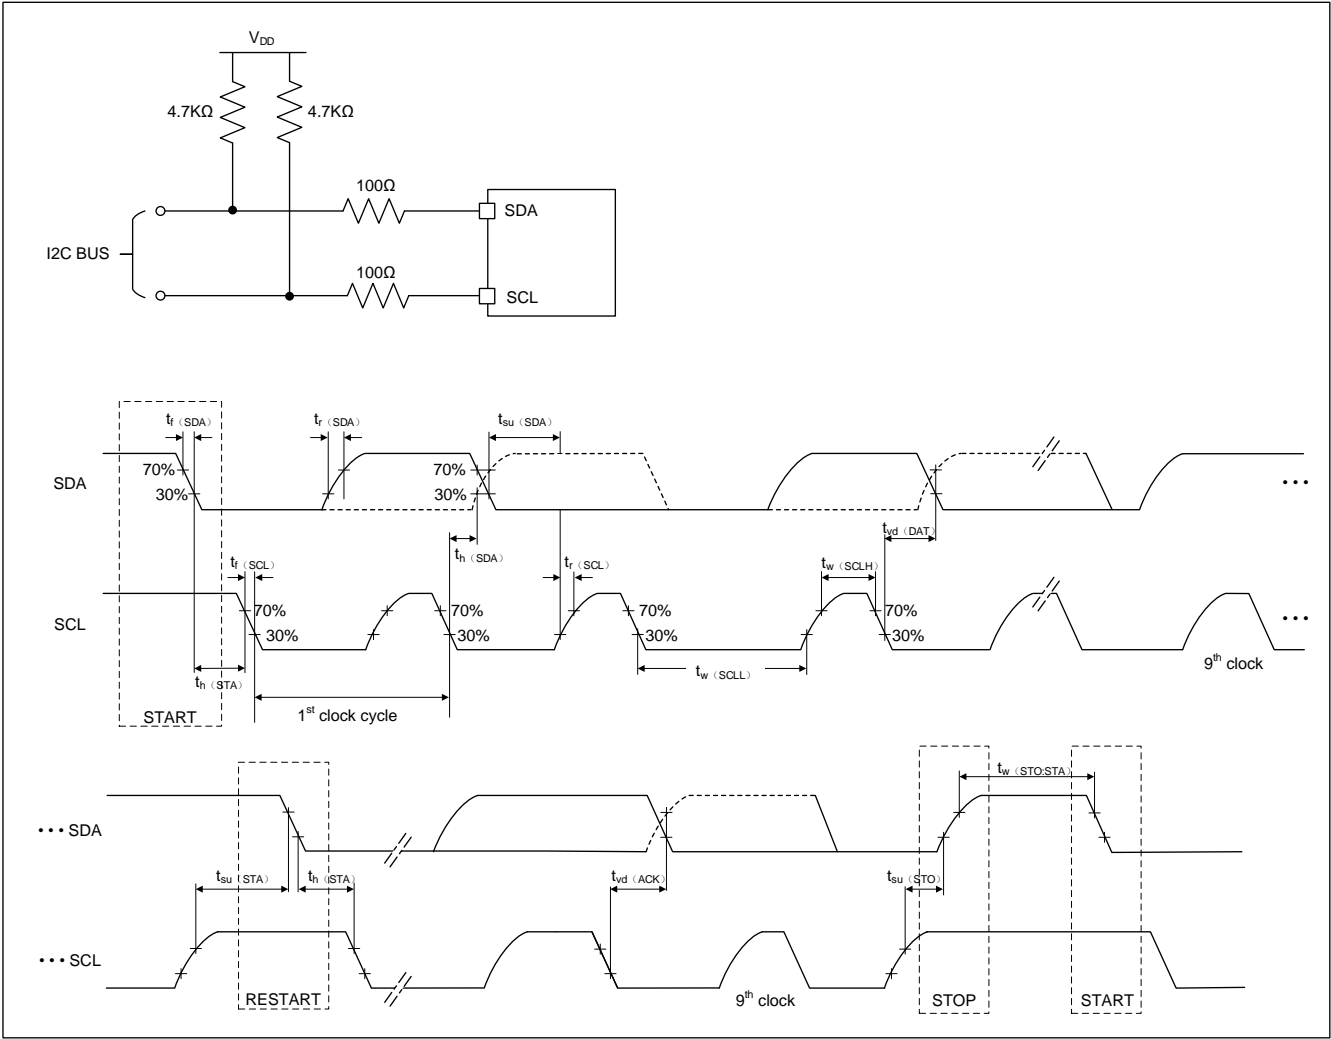 VDD
4.7KΩ 4.7KΩ
100Ω
SDA
I2C BUS
100Ω
SCL
tf（SDA） tr（SDA） tsu（SDA）
70% 70%
SDA
30% 30%
•••
th（SDA） tvd（DAT）
tf（SCL） tr（SCL） tw（SCLH）
70% 70% 70% 70%
SCL
30% 30% 30% 30%
•••
th（STA） tw（SCLL） 9th clock
START 1st clock cycle
tw（STO:STA）
•••SDA
tsu（STA） th（STA） tvd（ACK） tsu（STO）
•••SCL
RESTART 9th clock STOP START